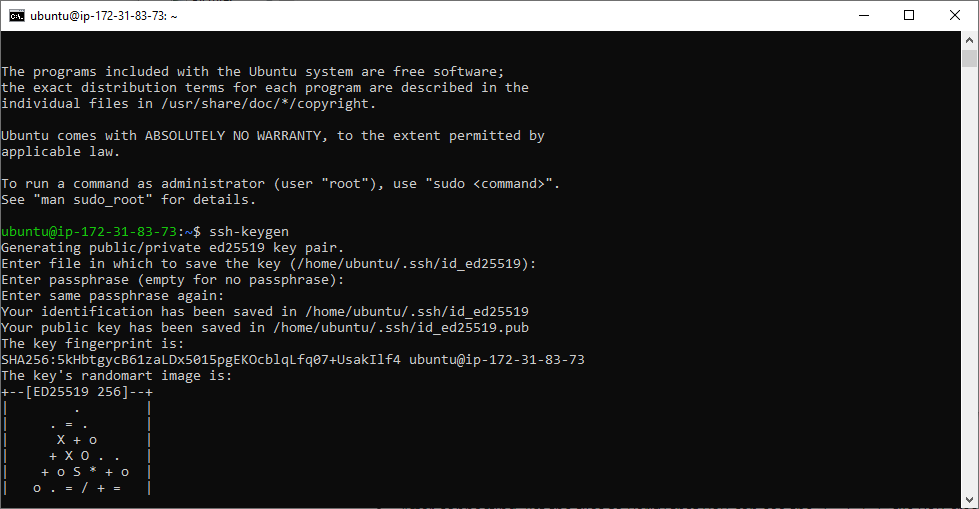 ubuntu@ip-172-31-83-73: ~
The programs included with the Ubuntu system are free software;
the exact distribution terms for each program are described in the
individual files in /usr/share/doc/*/copyright.
Ubuntu comes with ABSOLUTELY NO WARRANTY, to the extent permitted by
applicable law.
To run a command as administrator (user "root"), use "sudo <command>".
See "man sudo_root" for details.
ubuntu@ip-172-31-83-73:~$ ssh-keygen
Generating public/private ed25519 key pair.
Enter file in which to save the key (/home/ubuntu/.ssh/id_ed25519):
Enter passphrase (empty for no passphrase):
Enter same passphrase again:
Your identification has been saved in /home/ubuntu/.ssh/id_ed25519
Your public key has been saved in /home/ubuntu/.ssh/id_ed25519.pub
The key fingerprint is:
SHA256:5kHbtgycB61zaLDx5015pgEKOcblqLfq07+UsakIlf4 ubuntu@ip-172-31-83-73
The key's randomart image is:
+--[ED25519 256]--+
|        .        |
|     . = .       |
|      X + o      |
|     + X O . .   |
|    + o S * + o  |
|   o . = / + =   |